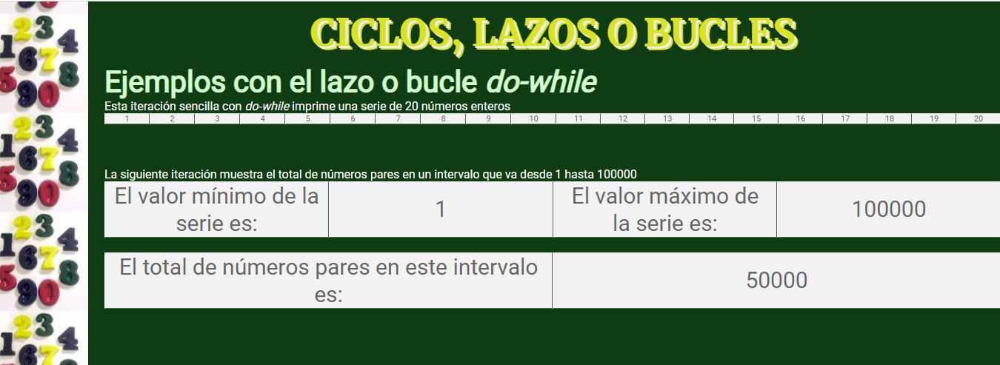 CICLOS, LAZOS O BUCLES
Ejemplos con el lazo o bucle do-while
Esta iteración sencilla con do-while imprime una serie de 20 números enteros
1 2 3 4 5 6 7 8 9 10 11 12 13 14 15 16 17 18 19 20
La siguiente iteración muestra el total de números pares en un intervalo que va desde 1 hasta 100000
El valor mínimo de la
serie es:
1
El valor máximo de
la serie es:
100000
El total de números pares en este intervalo
es:
50000